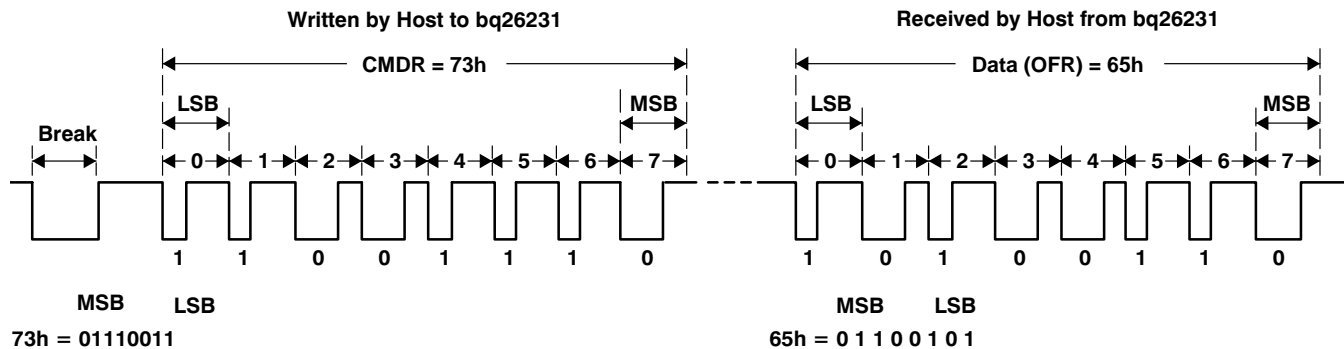 Written by Host to bq26231 Received by Host from bq26231
CMDR = 73h Data (OFR) = 65h
LSB MSB LSB MSB
Break
0 1 2 3 4 5 6 7 0 1 2 3 4 5 6 7
1 1 0 0 1 1 1 0 1 0 1 0 0 1 1 0
MSB LSB MSB LSB
73h = 01110011 65h = 0 1 1 0 0 1 0 1